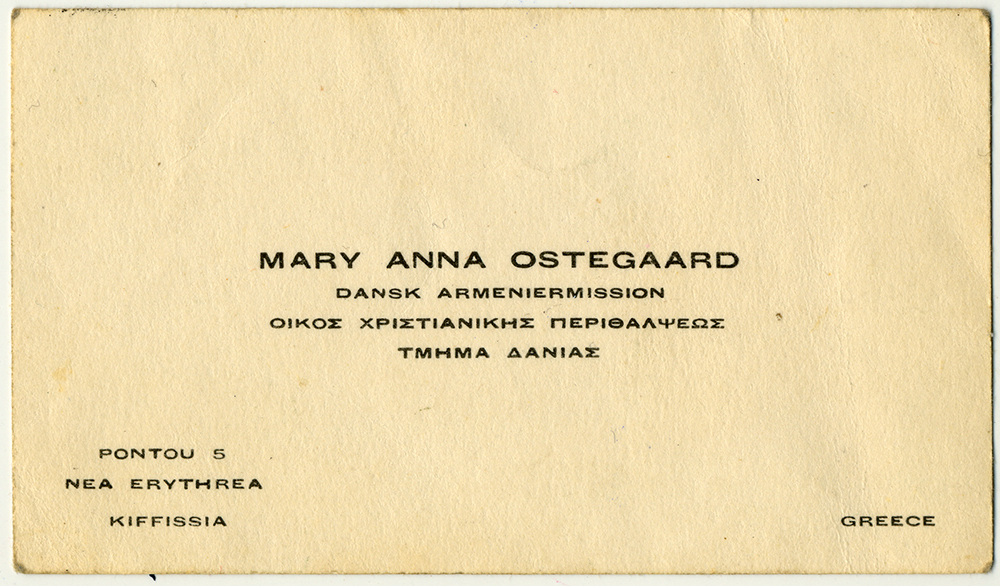 MARY ANNA OSTEGAARD
DANSK ARMENIERMISSION
ΟΙΚΟΣ ΧΡΙΣΤΙΑΝΙΚΗΣ ΠΕΡΙΘΑΛΨΕΩΣ
ΤΜΗΜΑ ΔΑΝΙΑΣ
PONTOU 5
NEA ERYTHREA
KIFFISSIA
GREECE